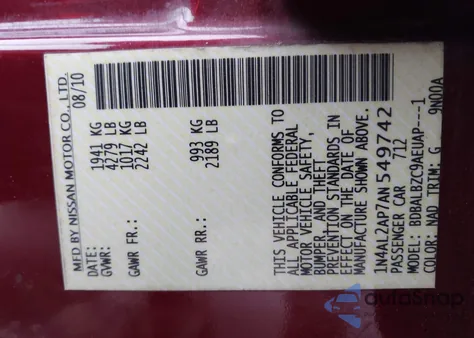 MFD BY NISSAN MOTOR CO., LTD.
DATE: 08/10
GVWR: 1941 KG
4279 LB
GAWR FR.: 1017 KG
2242 LB
GAWR RR.: 993 KG
2189 LB
THIS VEHICLE CONFORMS TO
ALL APPLICABLE FEDERAL
MOTOR VEHICLE SAFETY,
BUMPER, AND THEFT
PREVENTION STANDARDS IN
EFFECT ON THE DATE OF
MANUFACTURE SHOWN ABOVE.
1N4AL2AP7AN549742
PASSENGER CAR 712
MODEL: BDBALBZC9AEUAP---1
COLOR: NAD TRIM: G 9N00A
AutoSnap